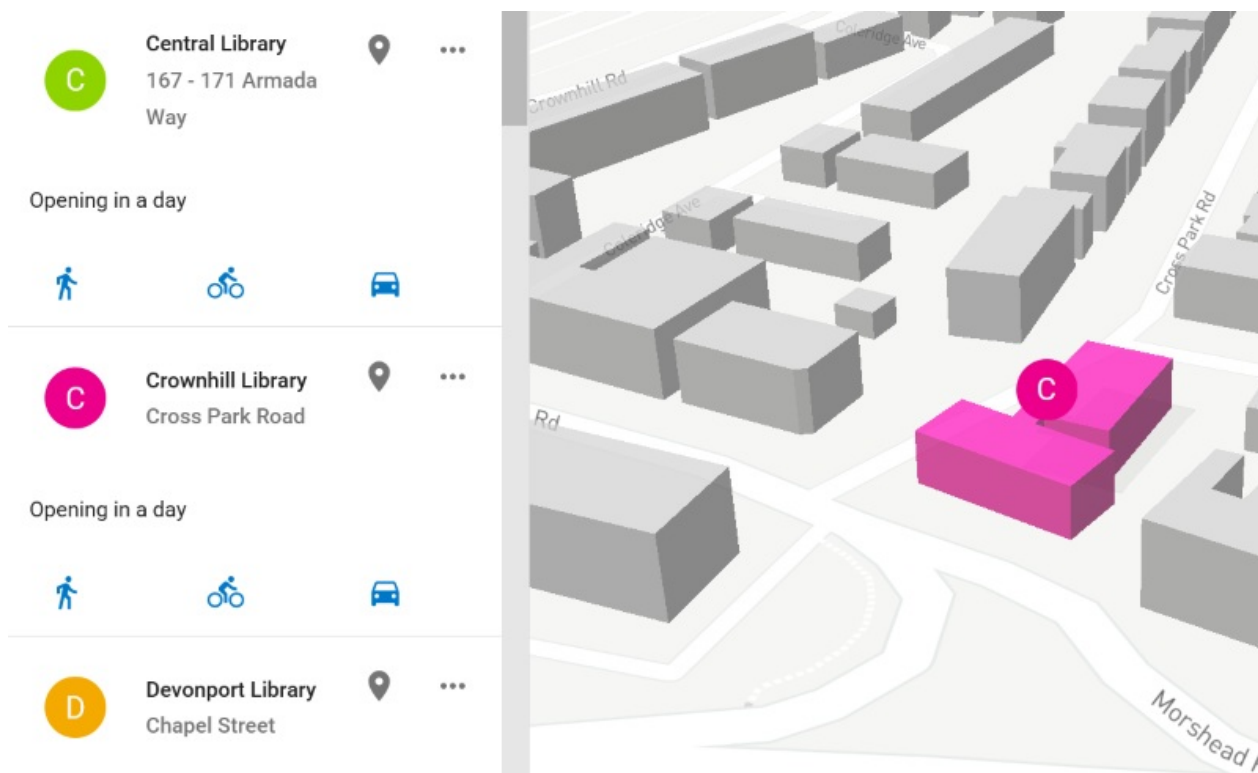 C
Central Library
167 - 171 Armada
Way
Opening in a day
C
Crownhill Library
Cross Park Road
Opening in a day
D
Devonport Library
Chapel Street
Coleridge Ave
Crownhill Rd
Coleridge Ave
Cross Park Rd
C
Rd
Morshead